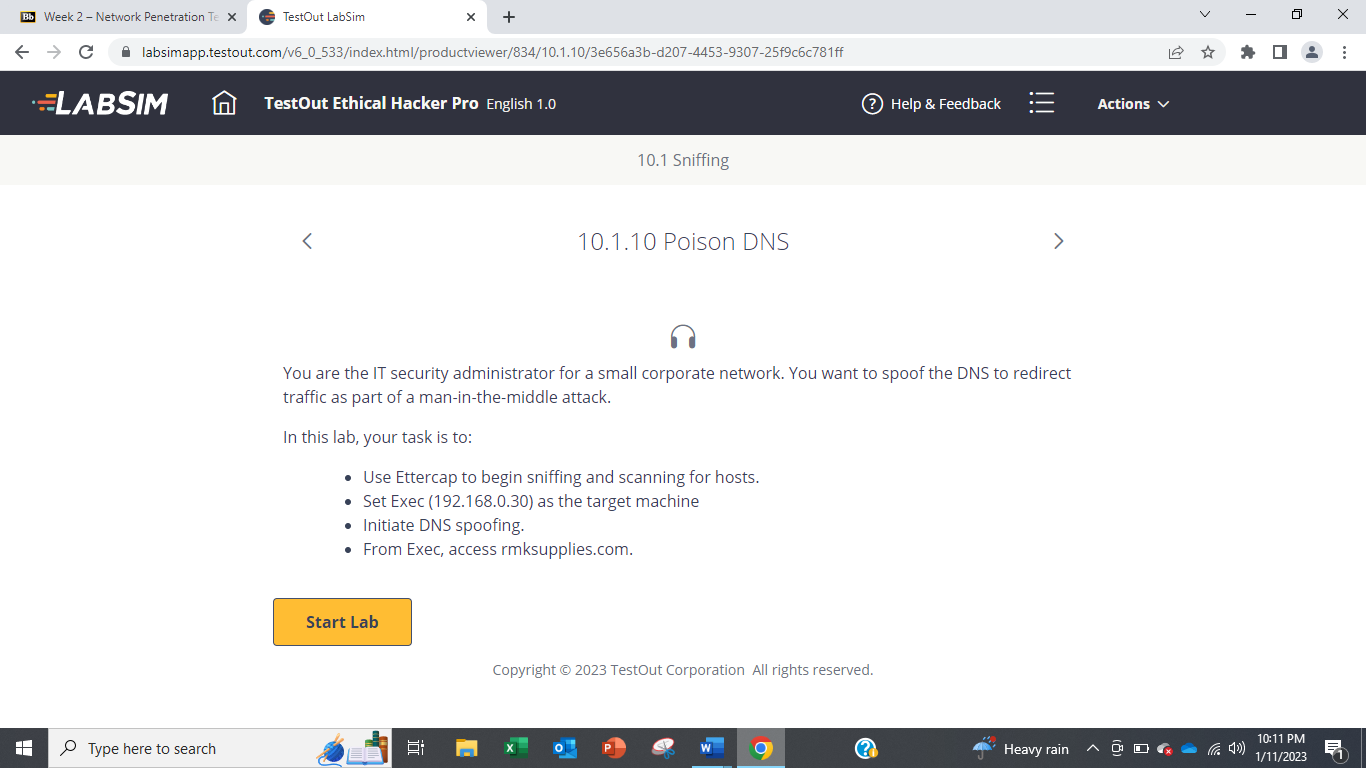 Week 2 – Network Penetration Te
TestOut LabSim
labsimapp.testout.com/v6_0_533/index.html/productviewer/834/10.1.10/3e656a3b-d207-4453-9307-25f9c6c781ff
LABSIM
TestOut Ethical Hacker Pro English 1.0
Help & Feedback
Actions
10.1 Sniffing
10.1.10 Poison DNS
You are the IT security administrator for a small corporate network. You want to spoof the DNS to redirect
traffic as part of a man-in-the-middle attack.
In this lab, your task is to:
• Use Ettercap to begin sniffing and scanning for hosts.
• Set Exec (192.168.0.30) as the target machine
• Initiate DNS spoofing.
• From Exec, access rmksupplies.com.
Start Lab
Copyright © 2023 TestOut Corporation All rights reserved.
Type here to search
Heavy rain
10:11 PM
1/11/2023
1